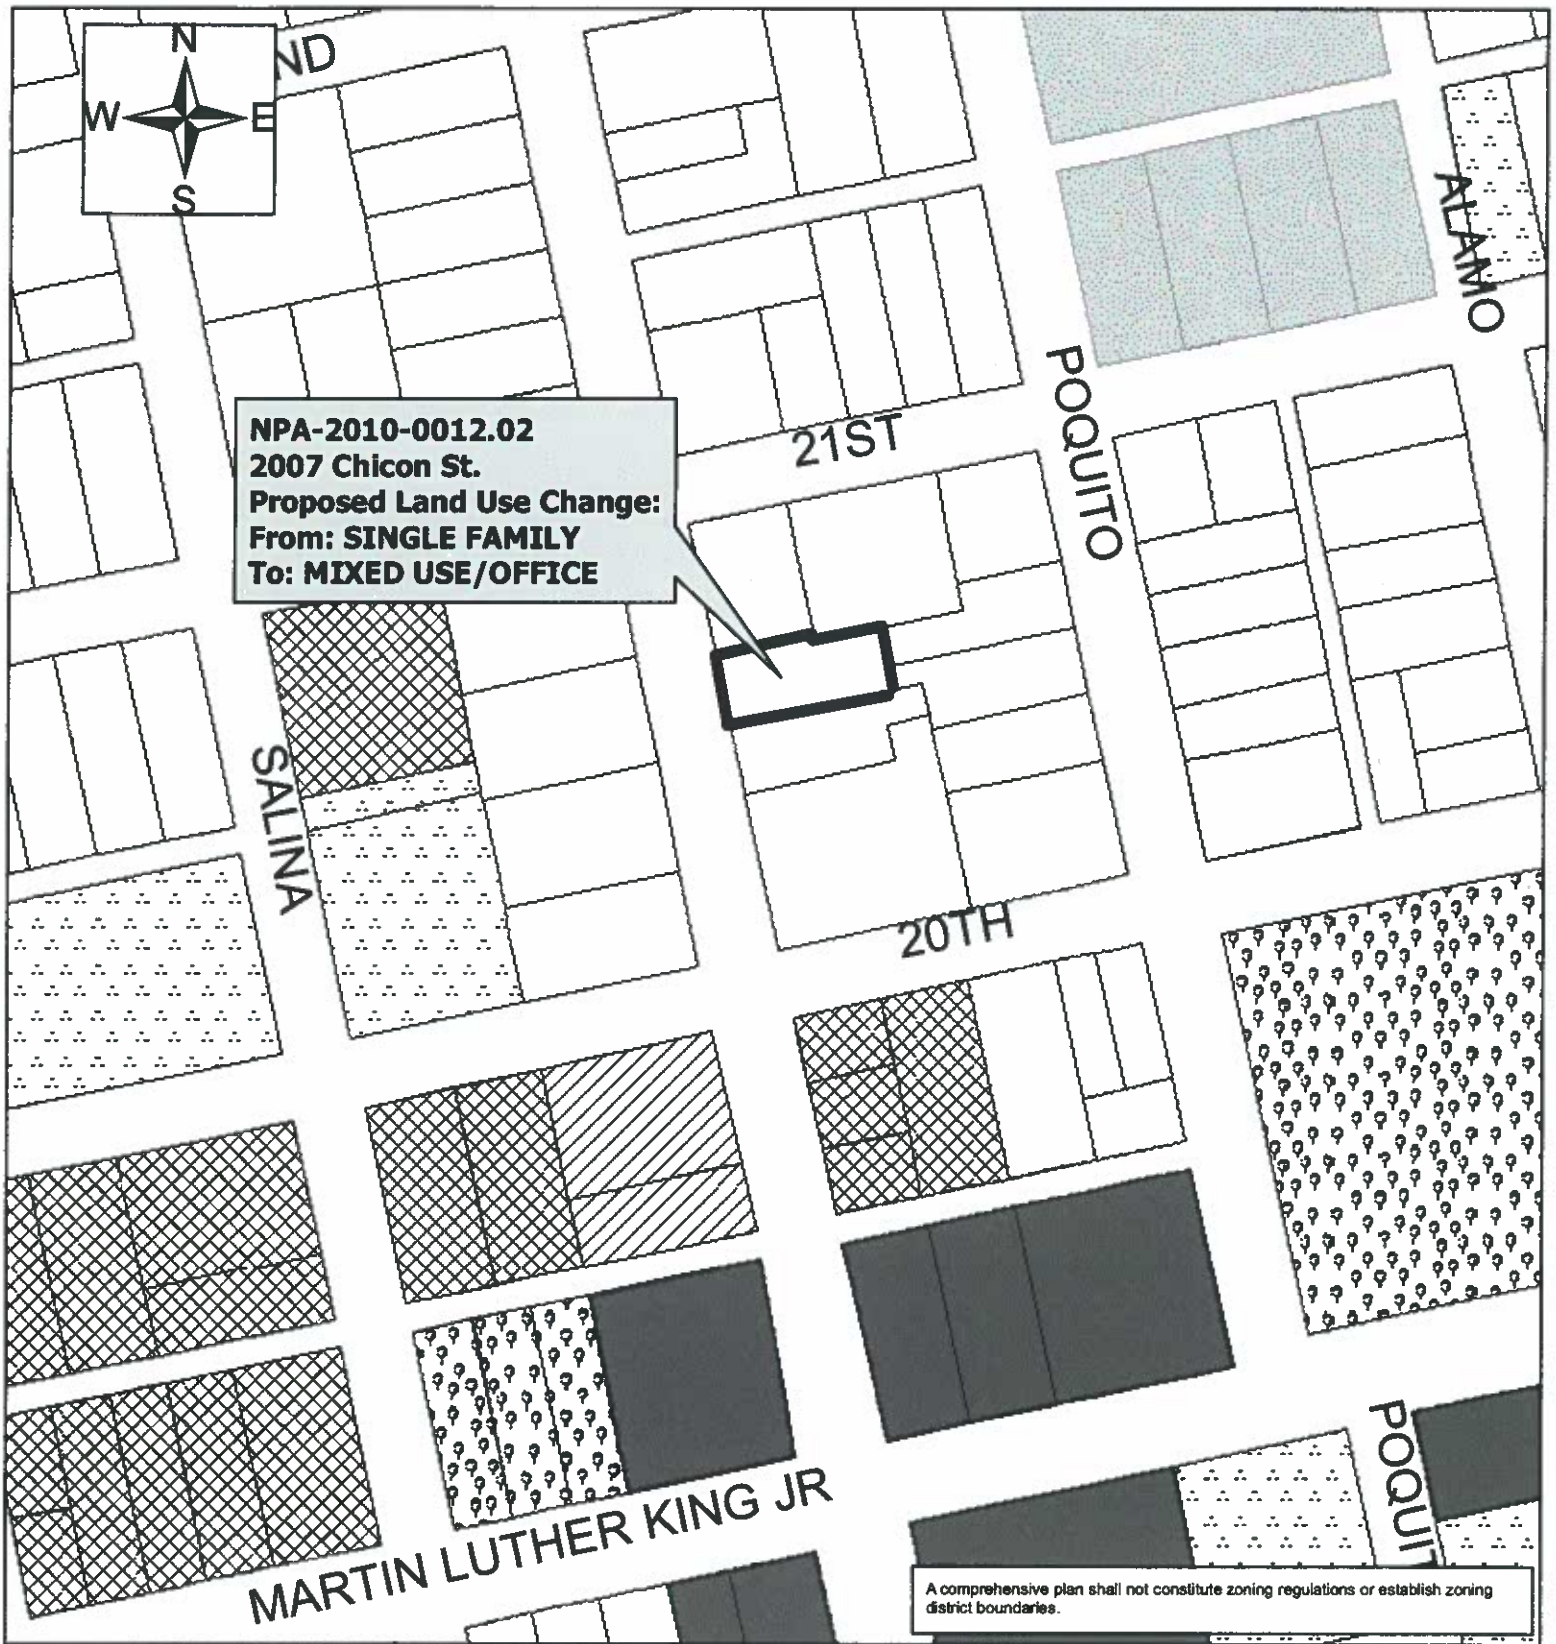 N
ND
W E
S
ALAMO
POQUITO
NPA-2010-0012.02
2007 Chicon St.
Proposed Land Use Change:
From: SINGLE FAMILY
To: MIXED USE/OFFICE
21ST
SALINA
20TH
MARTIN LUTHER KING JR
POQUIT
A comprehensive plan shall not constitute zoning regulations or establish zoning
district boundaries.